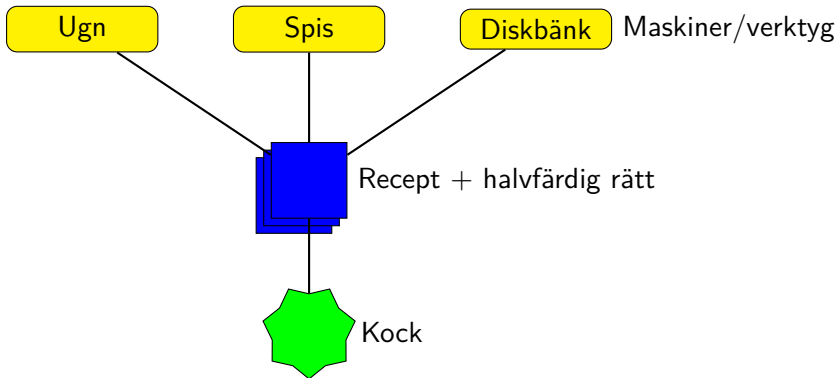 Ugn
Spis
Diskbänk
Maskiner/verktyg
Recept + halvfärdig rätt
Kock